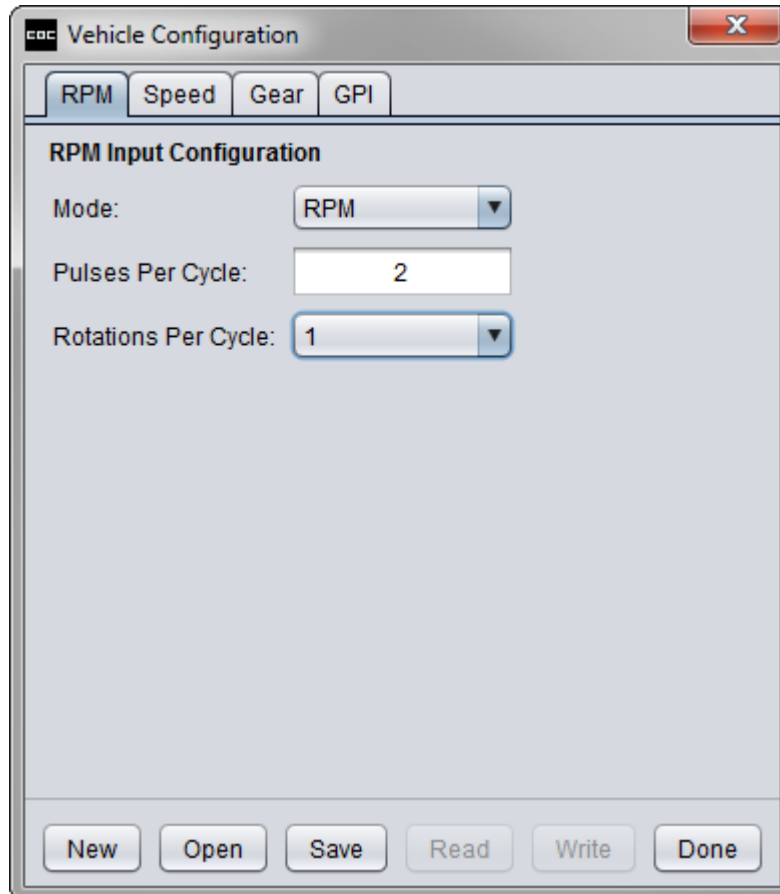 Vehicle Configuration
RPM Speed Gear GPI
RPM Input Configuration
Mode: RPM
Pulses Per Cycle: 2
Rotations Per Cycle: 1
New Open Save Read Write Done